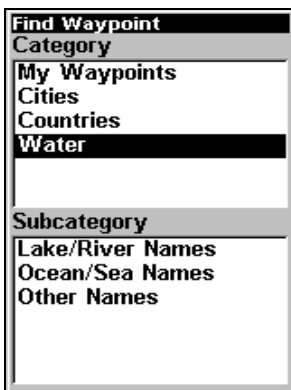 Find Waypoint
Category
My Waypoints
Cities
Countries
Water
Subcategory
Lake/River Names
Ocean/Sea Names
Other Names